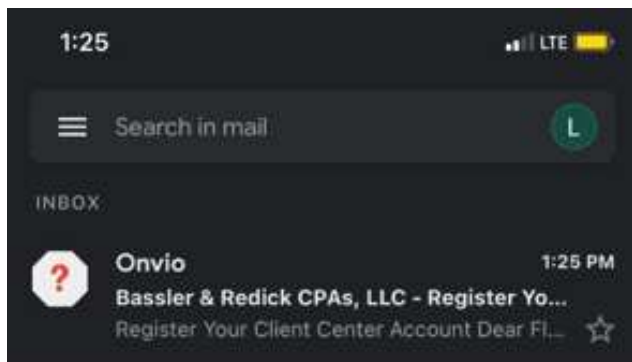 1:25 LTE
Search in mail L
INBOX
?
Onvio 1:25 PM
Bassler & Redick CPAs, LLC - Register Yo...
Register Your Client Center Account Dear Fl...